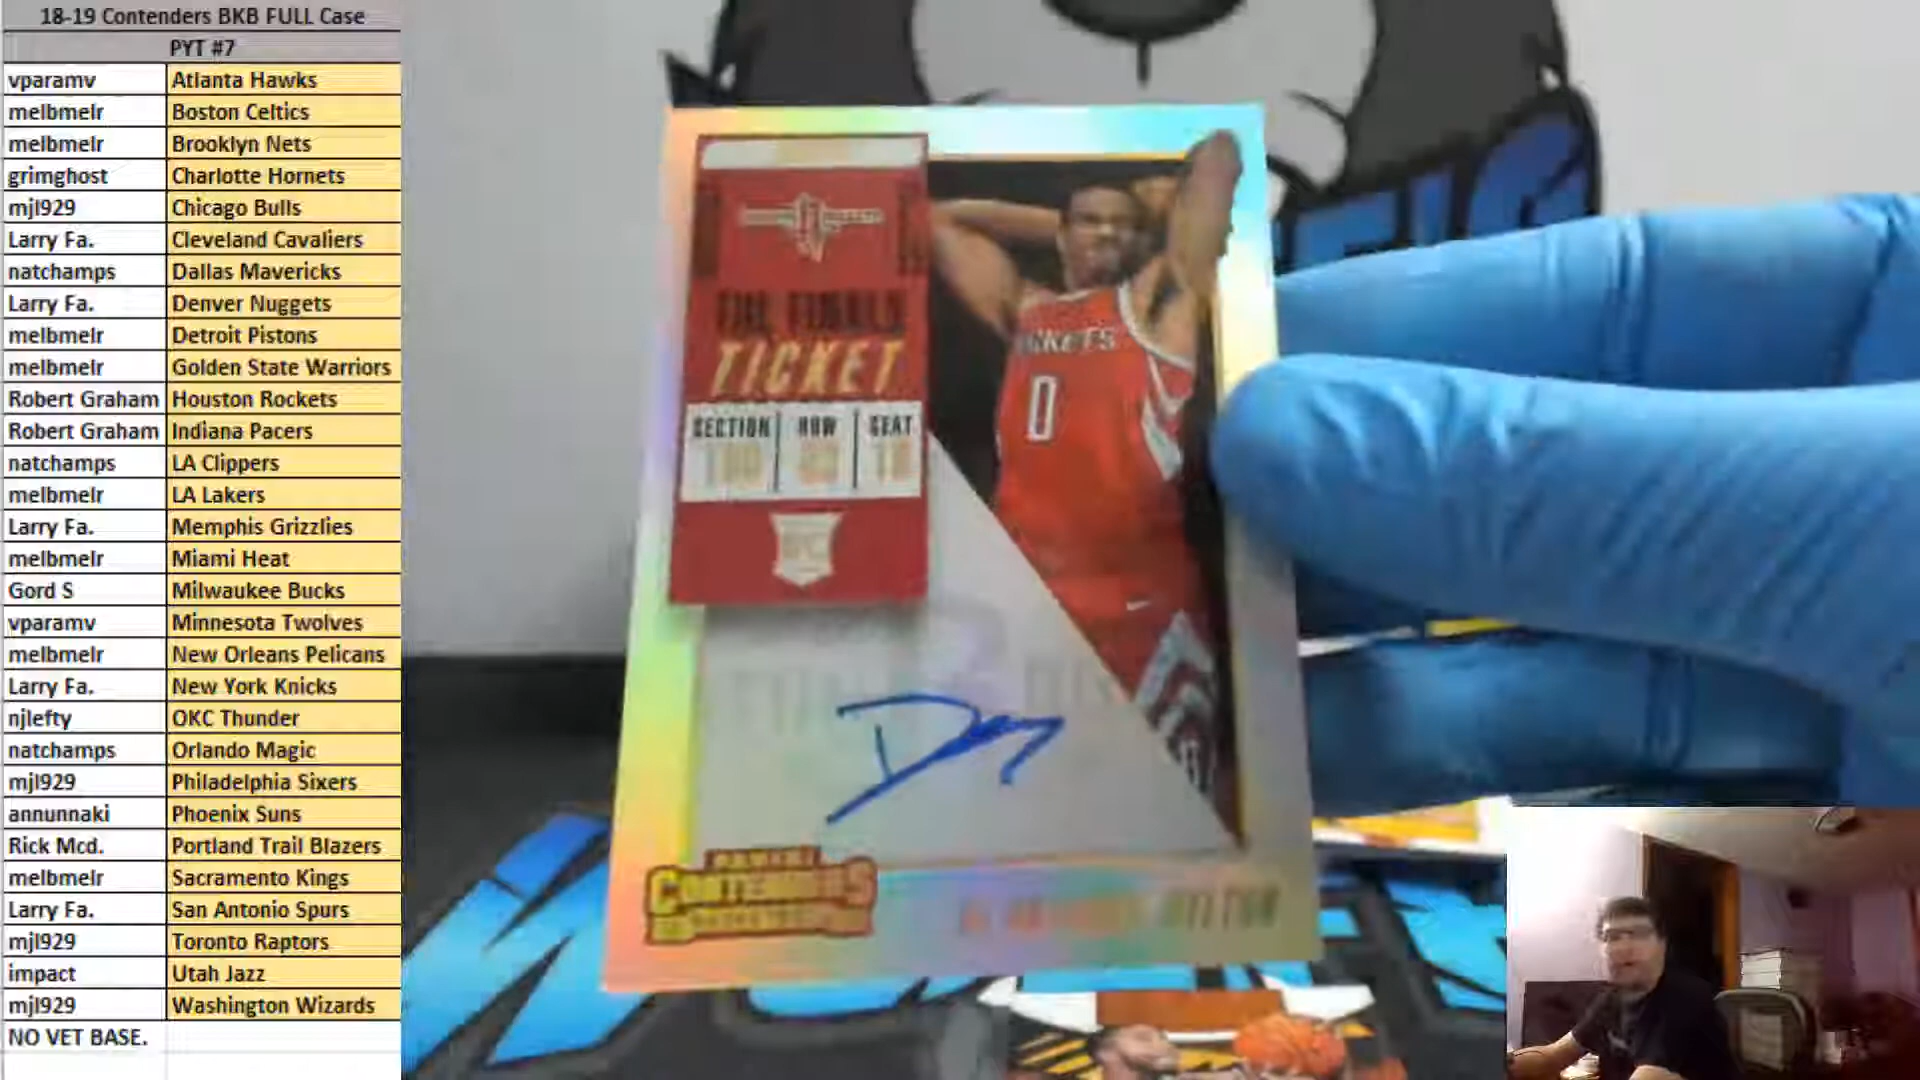 18-19 Contenders BKB FULL Case
PYT #7
vparamv Atlanta Hawks
melbmelr Boston Celtics
melbmelr Brooklyn Nets
grimghost Charlotte Hornets
mjl929 Chicago Bulls
Larry Fa. Cleveland Cavaliers
natchamps Dallas Mavericks
Larry Fa. Denver Nuggets
melbmelr Detroit Pistons
melbmelr Golden State Warriors
Robert Graham Houston Rockets
Robert Graham Indiana Pacers
natchamps LA Clippers
melbmelr LA Lakers
Larry Fa. Memphis Grizzlies
melbmelr Miami Heat
Gord S Milwaukee Bucks
vparamv Minnesota Twolves
melbmelr New Orleans Pelicans
Larry Fa. New York Knicks
njlefty OKC Thunder
natchamps Orlando Magic
mjl929 Philadelphia Sixers
annunnaki Phoenix Suns
Rick Mcd. Portland Trail Blazers
melbmelr Sacramento Kings
Larry Fa. San Antonio Spurs
mjl929 Toronto Raptors
impact Utah Jazz
mjl929 Washington Wizards
NO VET BASE.
THE FINALS
TICKET
SECTION ROW SEAT
0
PANINI
CONTENDERS